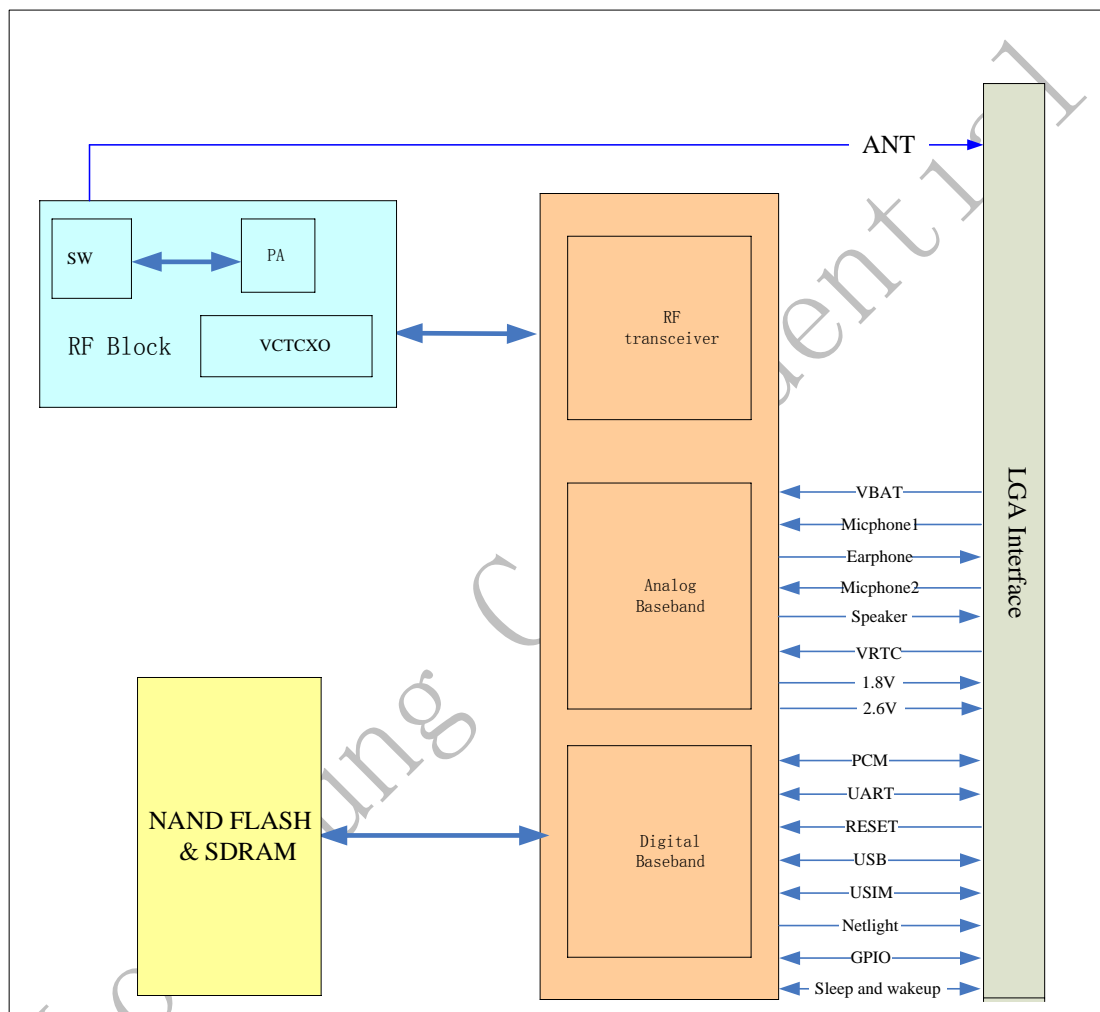 ANT
SW
PA
RF Block
VCTCXO
RF
transceiver
LGA Interface
VBAT
Micphone1
Earphone
Analog
Baseband
Micphone2
Speaker
VRTC
1.8V
2.6V
NAND FLASH
& SDRAM
PCM
UART
RESET
Digital
Baseband
USB
USIM
Netlight
GPIO
Sleep and wakeup